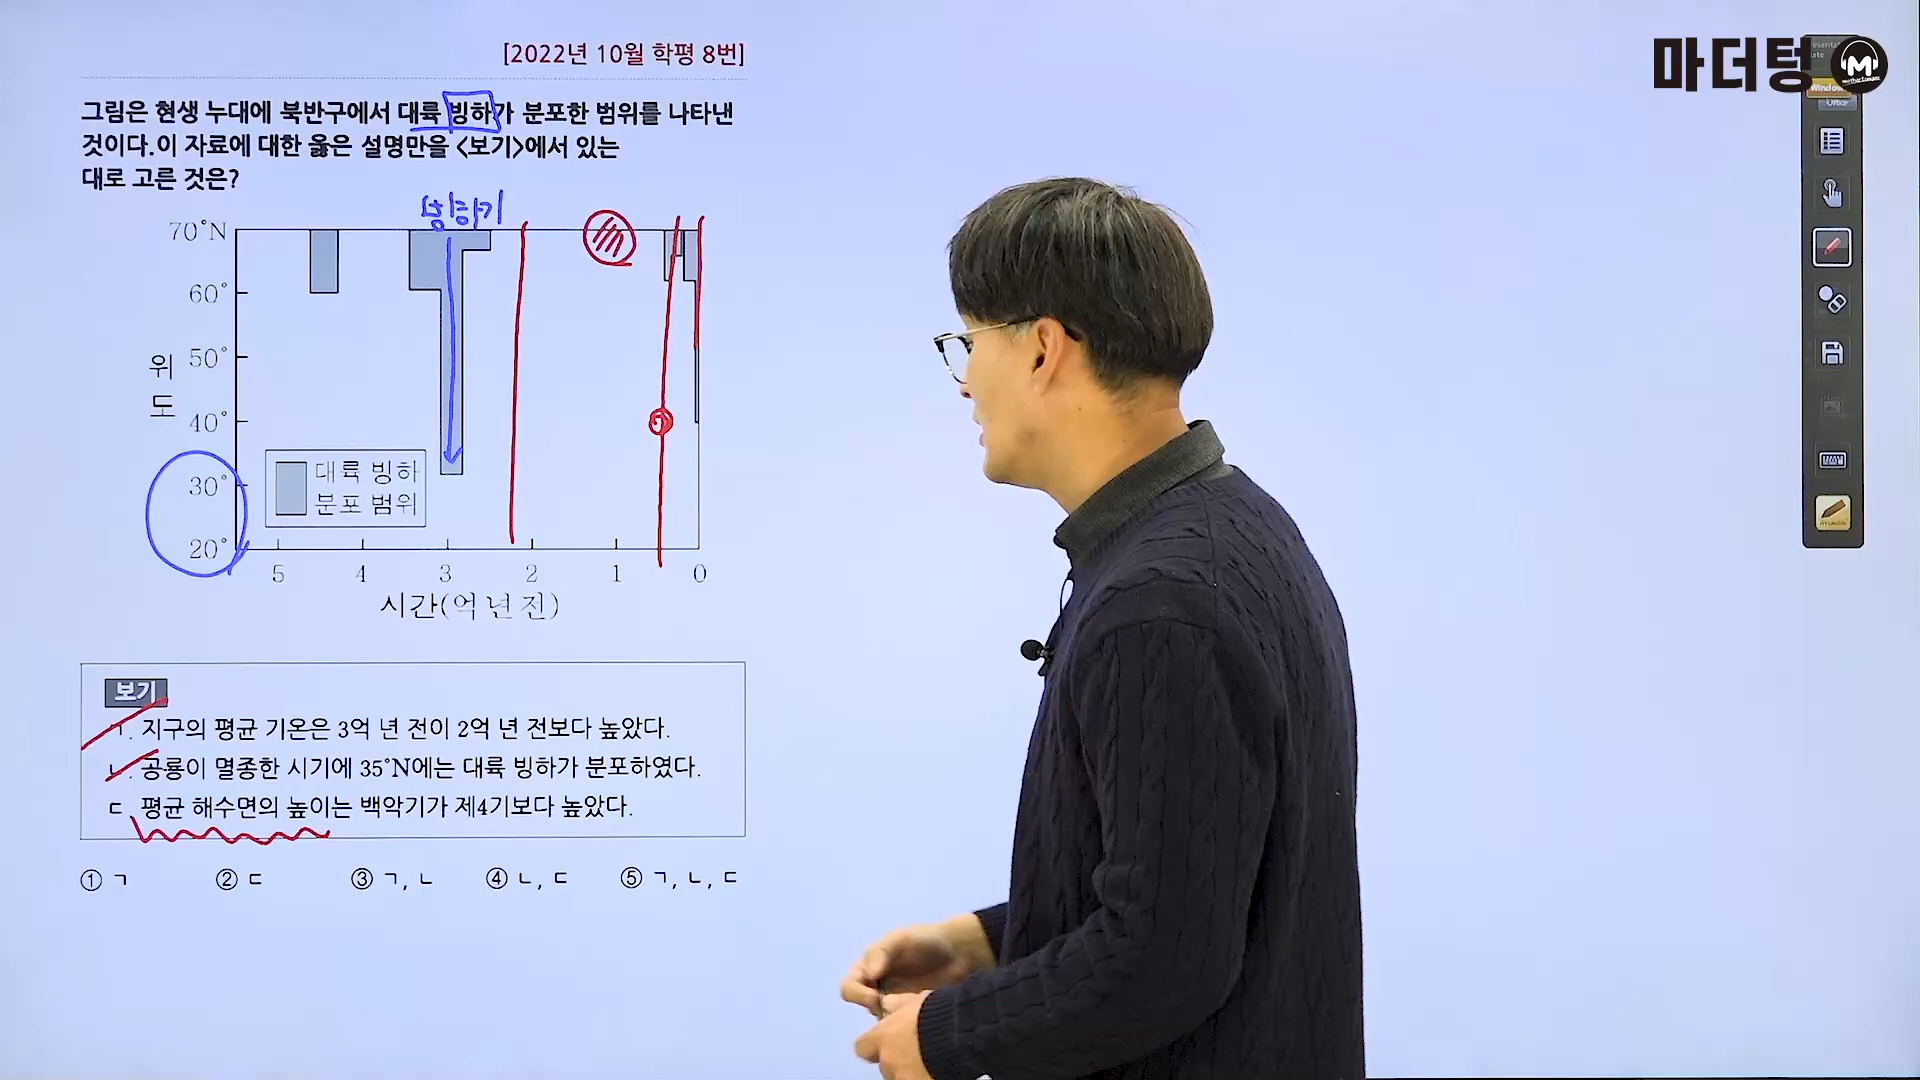 마더텅
[2022년 10월 학평 8번]
그림은 현생 누대에 북반구에서 대륙 빙하가 분포한 범위를 나타낸
것이다. 이 자료에 대한 옳은 설명만을 <보기>에서 있는
대로 고른 것은?
빙하기
70°N
60°
50°
40°
30°
20°
위도
대륙 빙하
분포 범위
5 4 3 2 1 0
시간(억 년 전)
보기
ㄱ. 지구의 평균 기온은 3억 년 전이 2억 년 전보다 높았다.
ㄴ. 공룡이 멸종한 시기에 35°N에는 대륙 빙하가 분포하였다.
ㄷ. 평균 해수면의 높이는 백악기가 제4기보다 높았다.
① ㄱ ② ㄷ ③ ㄱ, ㄴ ④ ㄴ, ㄷ ⑤ ㄱ, ㄴ, ㄷ